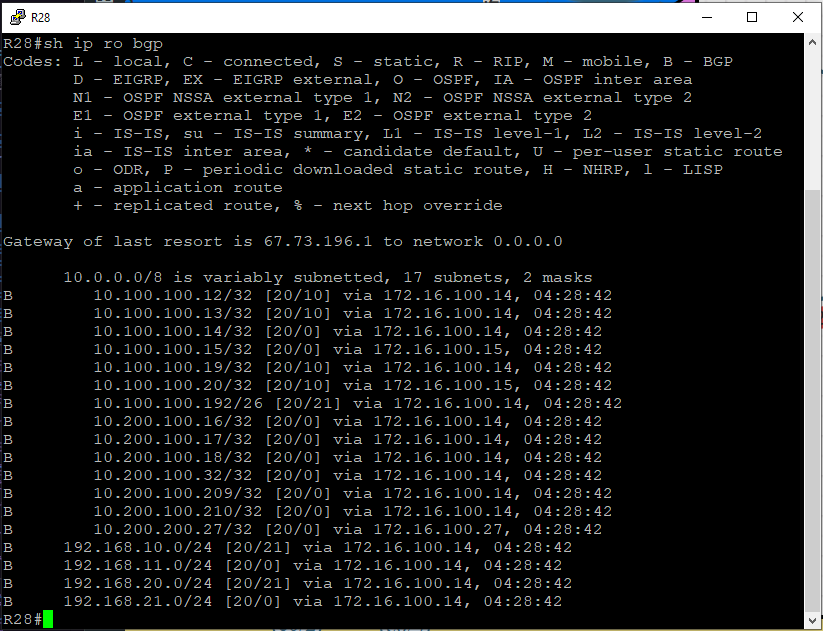 R28
R28#sh ip ro bgp
Codes: L - local, C - connected, S - static, R - RIP, M - mobile, B - BGP
       D - EIGRP, EX - EIGRP external, O - OSPF, IA - OSPF inter area
       N1 - OSPF NSSA external type 1, N2 - OSPF NSSA external type 2
       E1 - OSPF external type 1, E2 - OSPF external type 2
       i - IS-IS, su - IS-IS summary, L1 - IS-IS level-1, L2 - IS-IS level-2
       ia - IS-IS inter area, * - candidate default, U - per-user static route
       o - ODR, P - periodic downloaded static route, H - NHRP, l - LISP
       a - application route
       + - replicated route, % - next hop override
Gateway of last resort is 67.73.196.1 to network 0.0.0.0
      10.0.0.0/8 is variably subnetted, 17 subnets, 2 masks
B        10.100.100.12/32 [20/10] via 172.16.100.14, 04:28:42
B        10.100.100.13/32 [20/10] via 172.16.100.14, 04:28:42
B        10.100.100.14/32 [20/0] via 172.16.100.14, 04:28:42
B        10.100.100.15/32 [20/0] via 172.16.100.15, 04:28:42
B        10.100.100.19/32 [20/10] via 172.16.100.14, 04:28:42
B        10.100.100.20/32 [20/10] via 172.16.100.15, 04:28:42
B        10.100.100.192/26 [20/21] via 172.16.100.14, 04:28:42
B        10.200.100.16/32 [20/0] via 172.16.100.14, 04:28:42
B        10.200.100.17/32 [20/0] via 172.16.100.14, 04:28:42
B        10.200.100.18/32 [20/0] via 172.16.100.14, 04:28:42
B        10.200.100.32/32 [20/0] via 172.16.100.14, 04:28:42
B        10.200.100.209/32 [20/0] via 172.16.100.14, 04:28:42
B        10.200.100.210/32 [20/0] via 172.16.100.14, 04:28:42
B        10.200.200.27/32 [20/0] via 172.16.100.27, 04:28:42
B     192.168.10.0/24 [20/21] via 172.16.100.14, 04:28:42
B     192.168.11.0/24 [20/0] via 172.16.100.14, 04:28:42
B     192.168.20.0/24 [20/21] via 172.16.100.14, 04:28:42
B     192.168.21.0/24 [20/0] via 172.16.100.14, 04:28:42
R28#